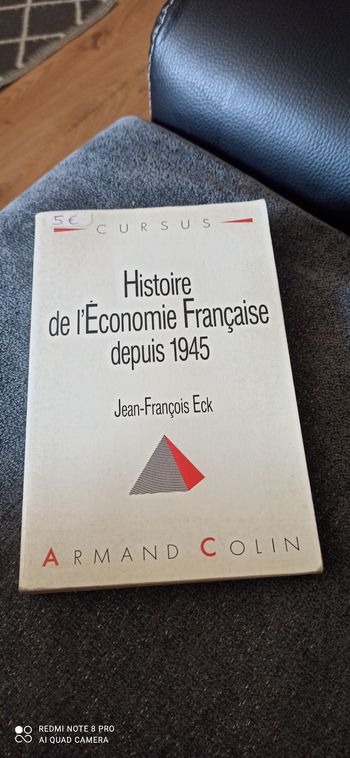 5€
CURSUS
Histoire
de l'Économie Française
depuis 1945
Jean-François Eck
ARMAND COLIN
REDMI NOTE 8 PRO
AI QUAD CAMERA